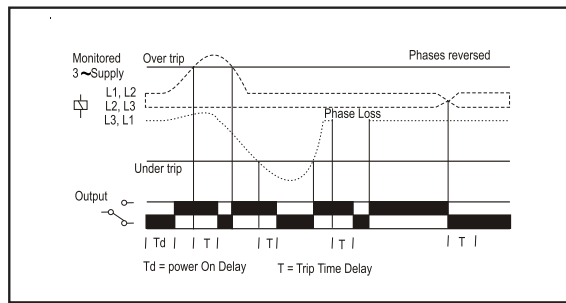 Monitored
3 ~Supply
Over trip
Phases reversed
L1, L2
L2, L3
L3, L1
Phase Loss
Under trip
Output
Td
T
T
T
T
Td = power On Delay
T = Trip Time Delay